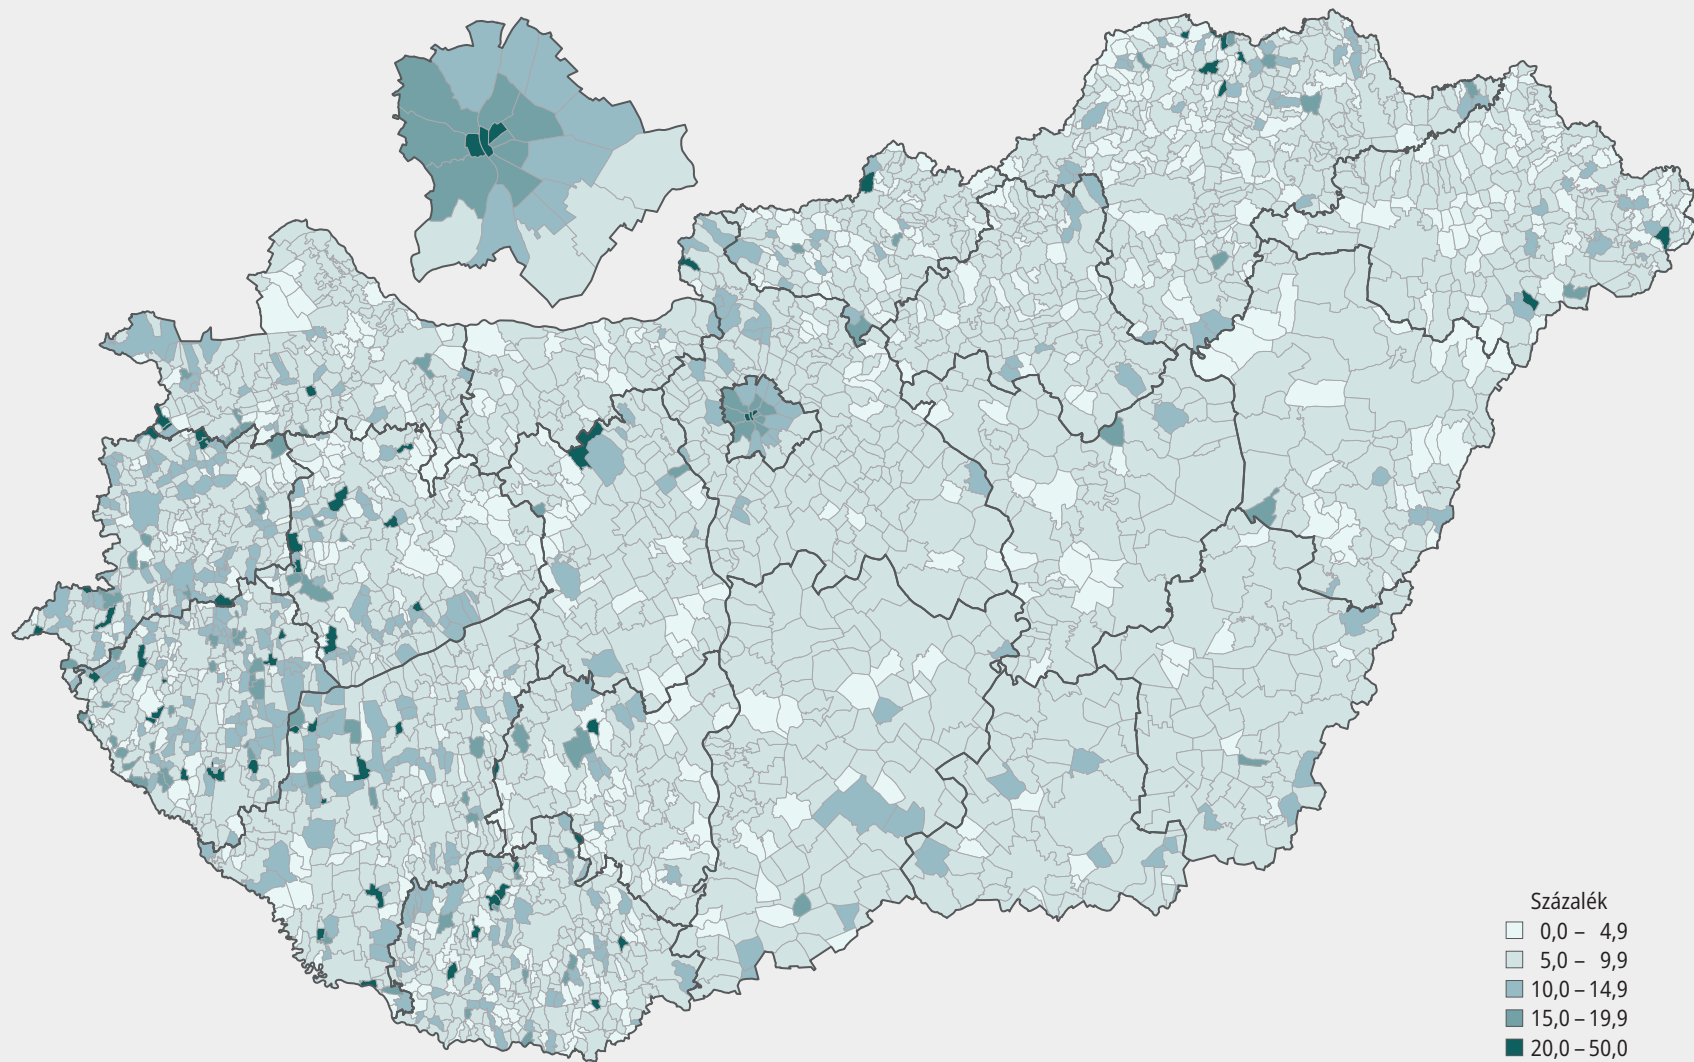 Százalék
0,0 – 4,9
5,0 – 9,9
10,0 – 14,9
15,0 – 19,9
20,0 – 50,0